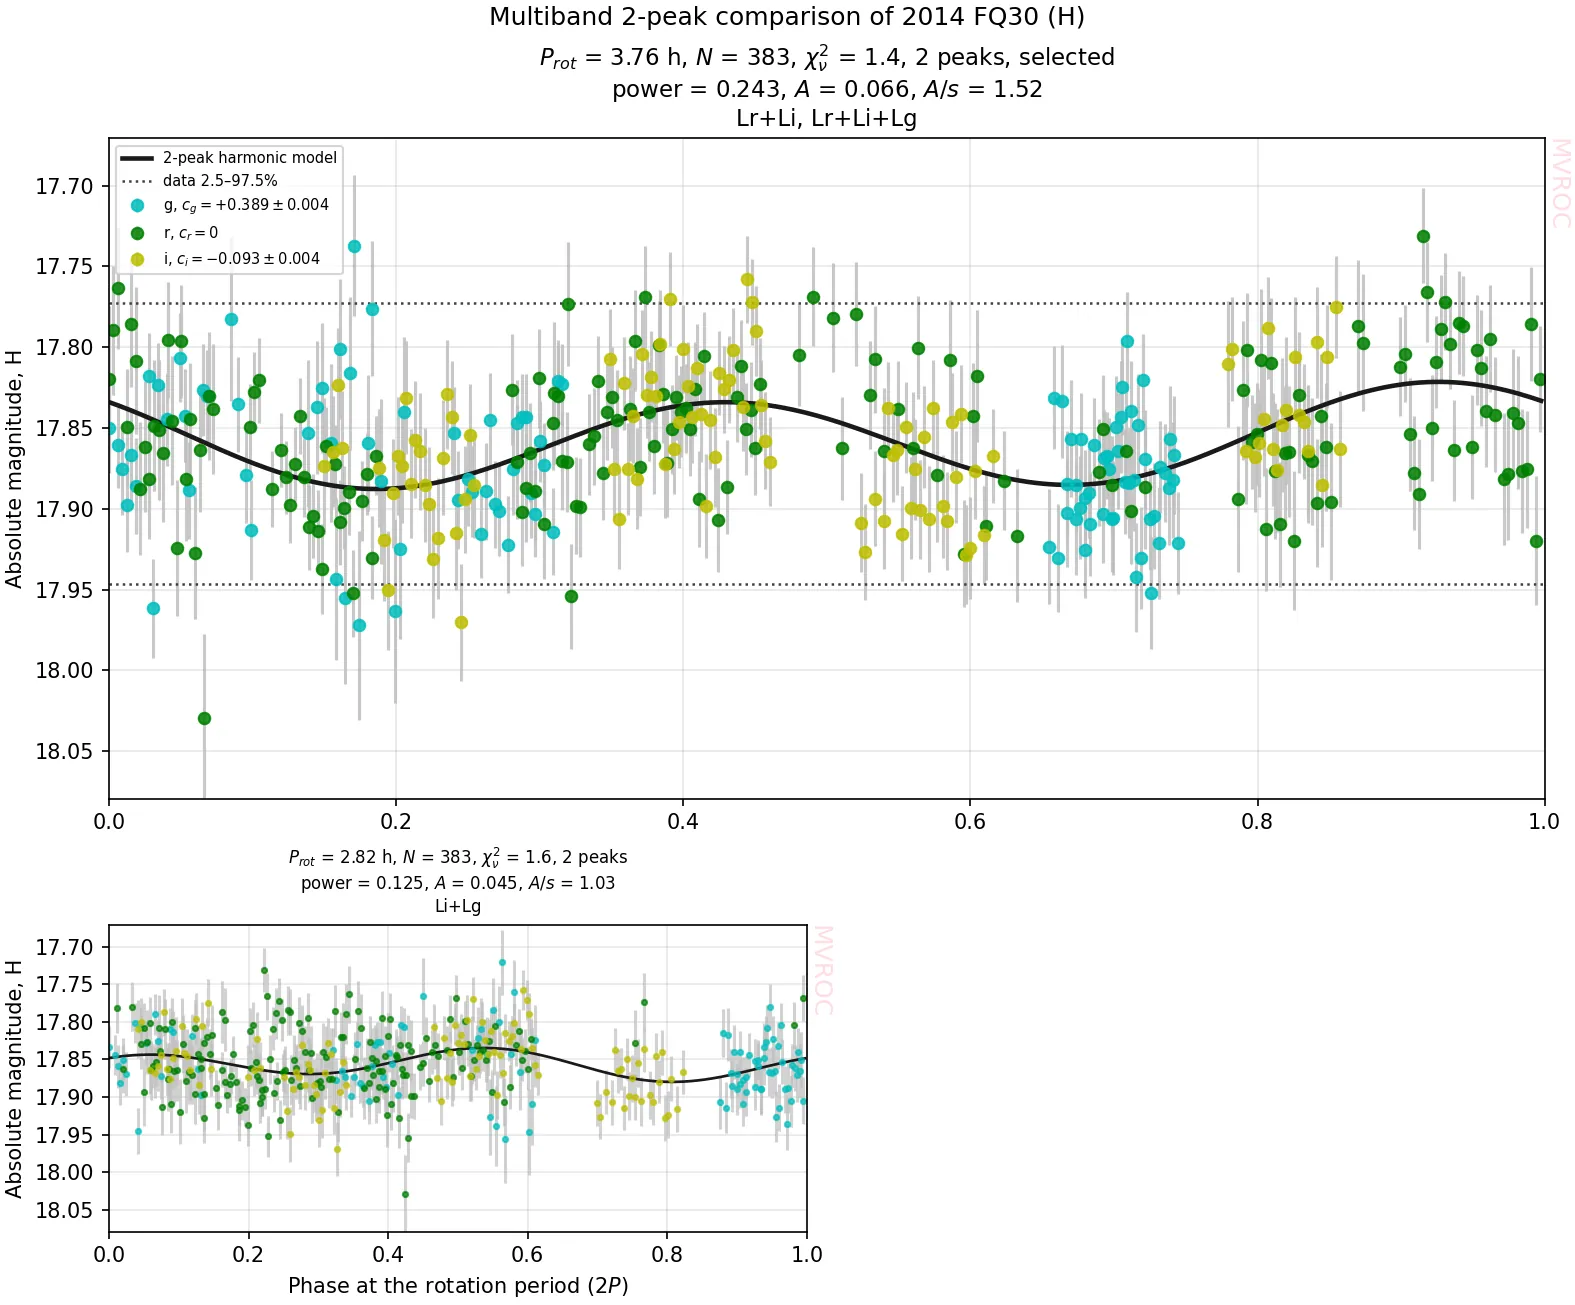 Multiband 2-peak comparison of 2014 FQ30 (H)
P_rot = 3.76 h, N = 383, χ²_ν = 1.4, 2 peaks, selected
power = 0.243, A = 0.066, A/s = 1.52
Lr+Li, Lr+Li+Lg
2-peak harmonic model
data 2.5–97.5%
g, c_g = +0.389 ± 0.004
r, c_r = 0
i, c_i = −0.093 ± 0.004
MVROC
Absolute magnitude, H
17.70
17.75
17.80
17.85
17.90
17.95
18.00
18.05
0.0 0.2 0.4 0.6 0.8 1.0
P_rot = 2.82 h, N = 383, χ²_ν = 1.6, 2 peaks
power = 0.125, A = 0.045, A/s = 1.03
Li+Lg
MVROC
Absolute magnitude, H
17.70
17.75
17.80
17.85
17.90
17.95
18.00
18.05
0.0 0.2 0.4 0.6 0.8 1.0
Phase at the rotation period (2P)